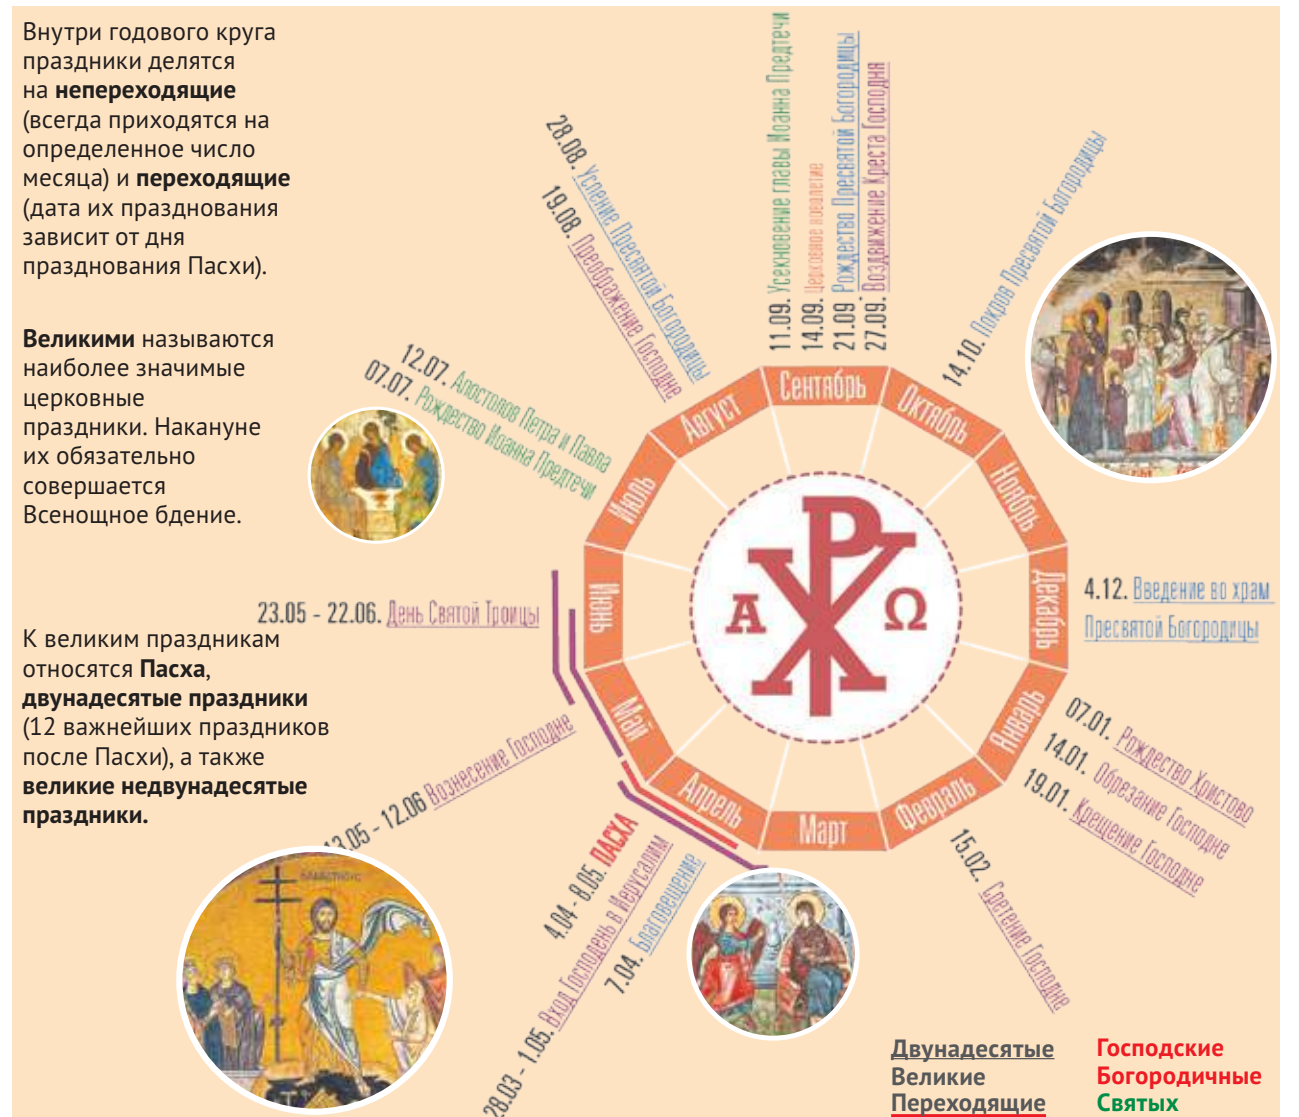 Внутри годового круга
праздники делятся
на непереходящие
(всегда приходятся на
определенное число
месяца) и переходящие
(дата их празднования
зависит от дня
празднования Пасхи).
Великими называются
наиболее значимые
церковные
праздники. Накануне
их обязательно
совершается
Всенощное бдение.
К великим праздникам
относятся Пасха,
двунадесятые праздники
(12 важнейших праздников
после Пасхи), а также
великие недвунадесятые
праздники.
11.09. Усекновение главы Иоанна Предтечи
14.09. Церковное новолетие
21.09 Рождество Пресвятой Богородицы
27.09. Воздвижение Креста Господня
14.10. Покров Пресвятой Богородицы
4.12. Введение во храм
Пресвятой Богородицы
07.01. Рождество Христово
14.01. Обрезание Господне
19.01. Крещение Господне
15.02. Сретение Господне
7.04. Благовещение
28.03 - 1.05. Вход Господень в Иерусалим
4.04 - 8.05. ПАСХА
13.05 - 12.06 Вознесение Господне
23.05 - 22.06. День Святой Троицы
07.07. Рождество Иоанна Предтечи
12.07. Апостолов Петра и Павла
19.08. Преображение Господне
28.08. Успение Пресвятой Богородицы
Сентябрь
Октябрь
Ноябрь
Декабрь
Январь
Февраль
Март
Апрель
Май
Июнь
Июль
Август
Α Ω
Двунадесятые
Великие
Переходящие
Господские
Богородичные
Святых